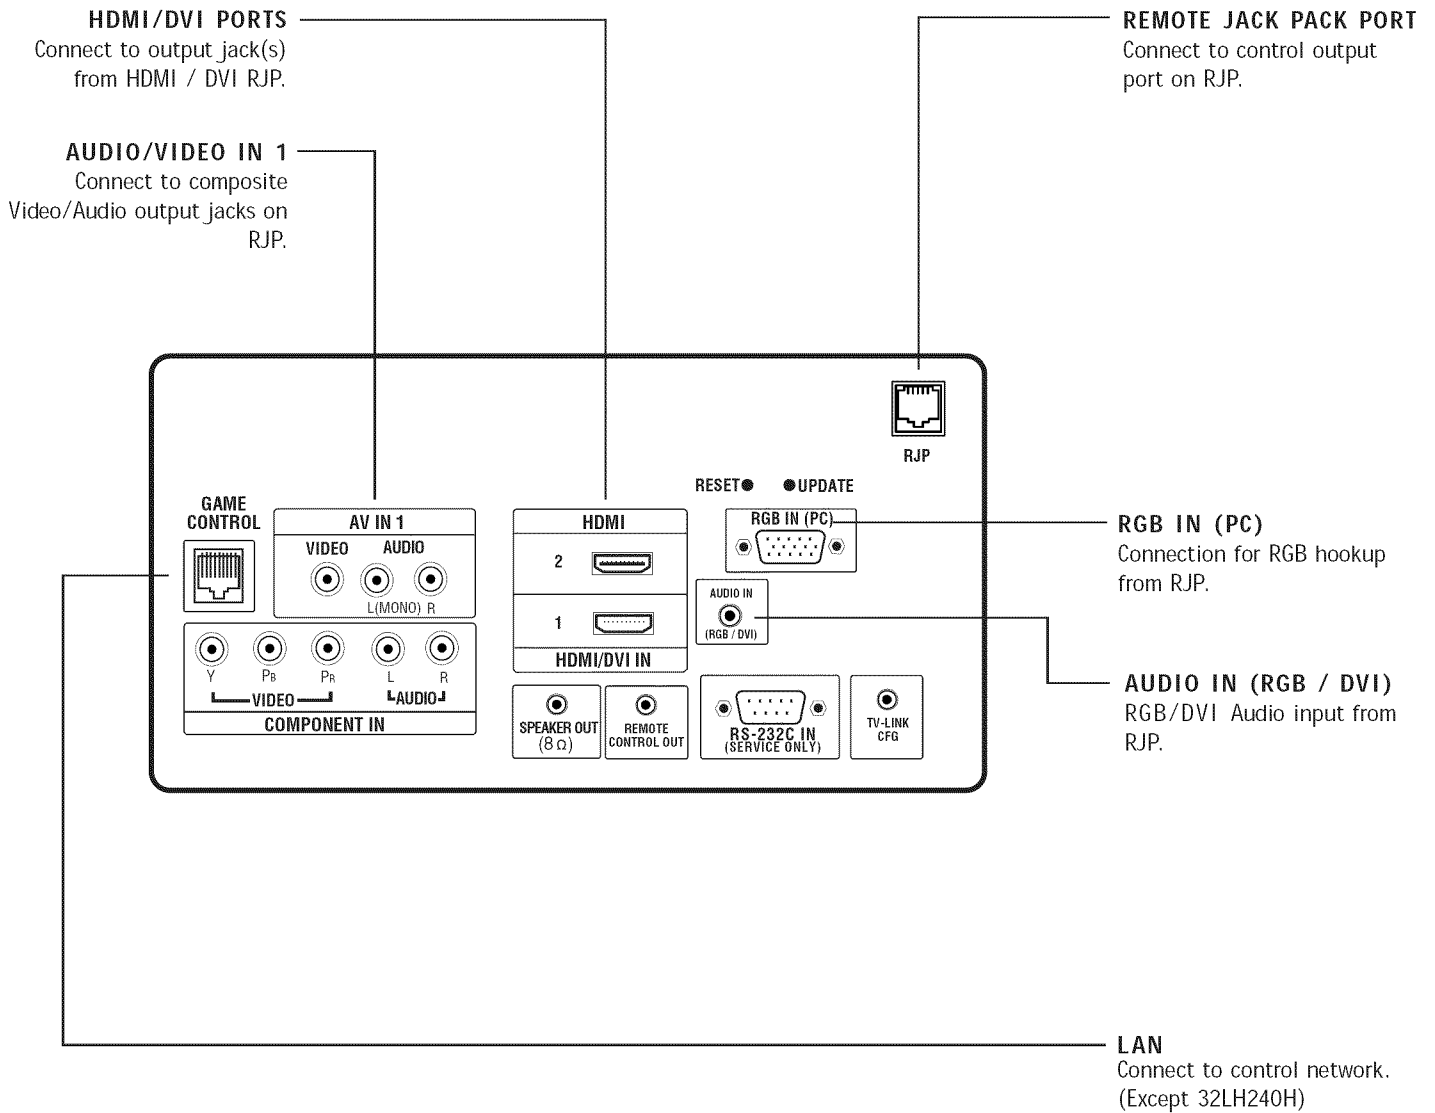 HDMI/DVI PORTS
Connect to output jack(s)
from HDMI / DVI RJP.
REMOTE JACK PACK PORT
Connect to control output
port on RJP.
AUDIO/VIDEO IN 1
Connect to composite
Video/Audio output jacks on
RJP.
RJP
RESET
UPDATE
GAME
CONTROL
AV IN 1
VIDEO
AUDIO
L(MONO) R
HDMI
2
1
HDMI/DVI IN
RGB IN (PC)
AUDIO IN
(RGB / DVI)
RGB IN (PC)
Connection for RGB hookup
from RJP.
Y
PB
PR
L
R
VIDEO
AUDIO
COMPONENT IN
SPEAKER OUT
(8Ω)
REMOTE
CONTROL OUT
RS-232C IN
(SERVICE ONLY)
TV-LINK
CFG
AUDIO IN (RGB / DVI)
RGB/DVI Audio input from
RJP.
LAN
Connect to control network.
(Except 32LH240H)